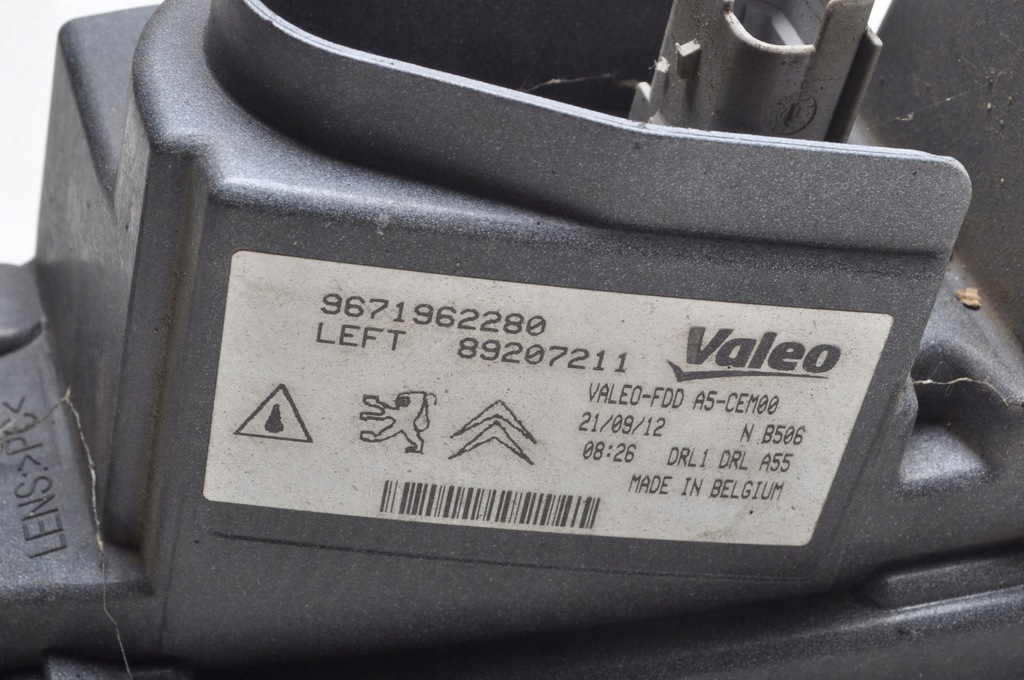 9671962280
LEFT 89207211
Valeo
VALEO-FDD A5-CEM00
21/09/12 N B506
08:26 DRL1 DRL A55
MADE IN BELGIUM
LENS:>PC<